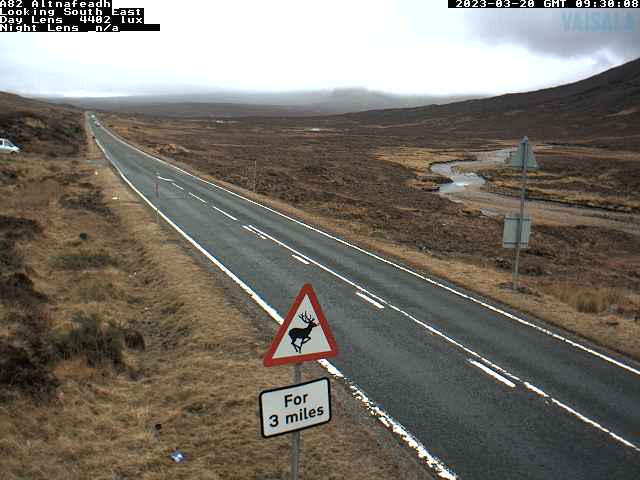 A82 Altnafeadh
2023-03-20 GMT 09:30:08
Looking South East
Day Lens 4402 lux
Night Lens n/a
VAISALA
For
3 miles